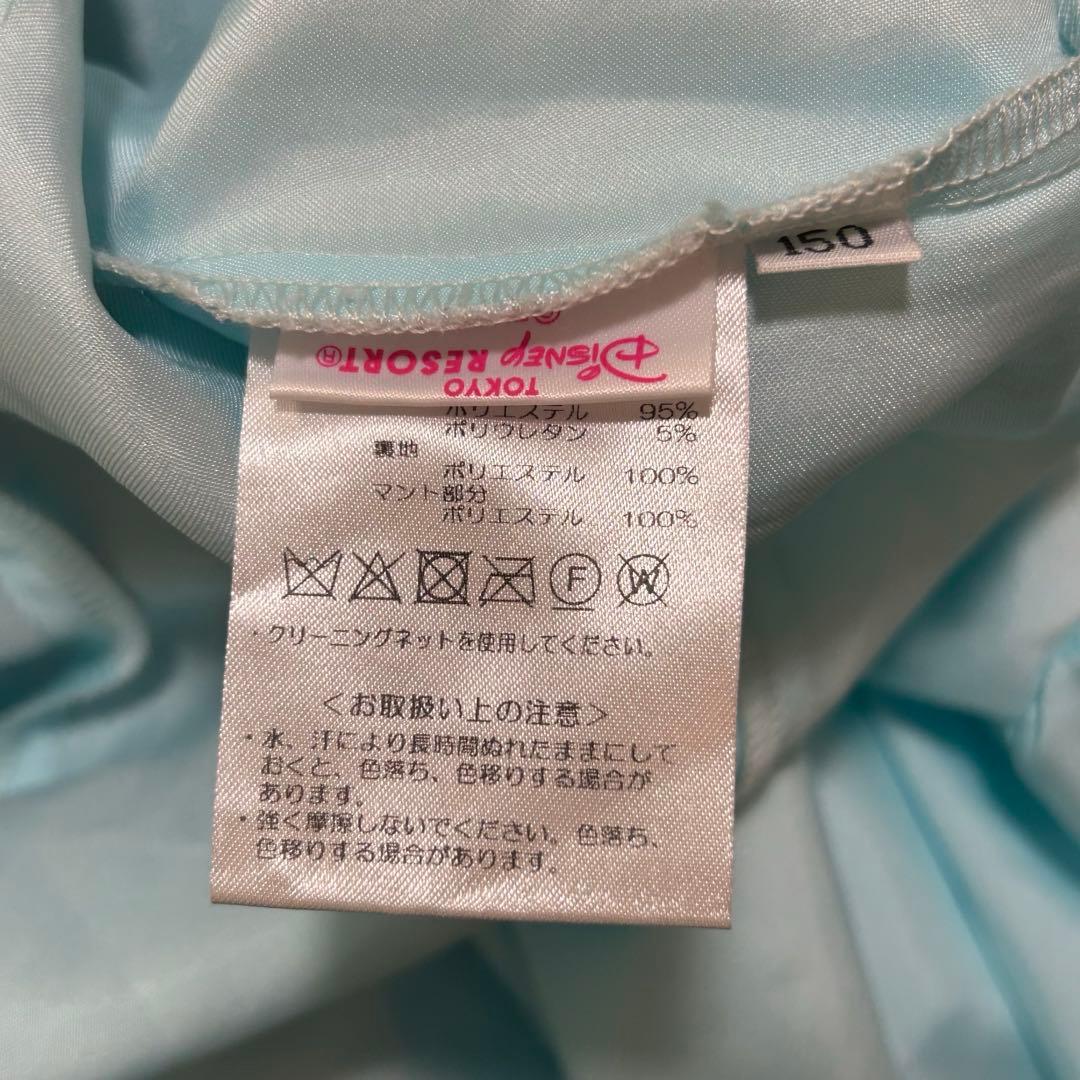 150
TOKYO
Disney RESORT®
©
ポリエステル 95%
ポリウレタン 5%
裏地
ポリエステル 100%
マント部分
ポリエステル 100%
F W
・クリーニングネットを使用してください。
＜お取扱い上の注意＞
・水、汗により長時間ぬれたままにして
おくと、色落ち、色移りする場合が
あります。
・強く摩擦しないでください。色落ち、
色移りする場合があります。